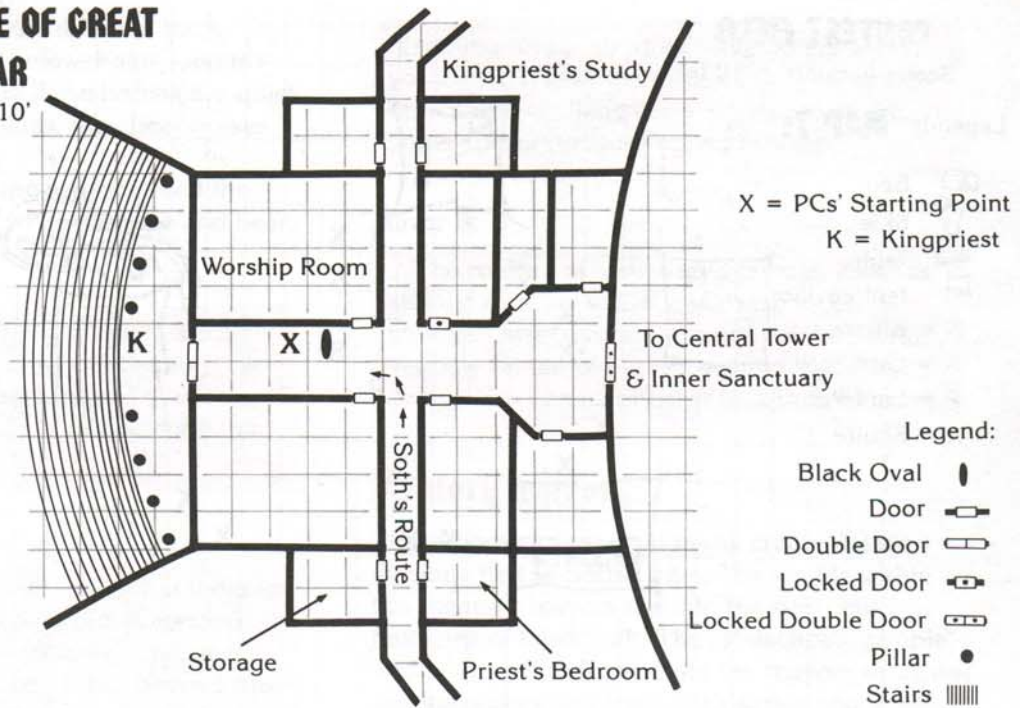 E OF GREAT
AR
10'
Kingpriest's Study
X = PCs' Starting Point
K = Kingpriest
Worship Room
K
X
To Central Tower
& Inner Sanctuary
Soth's Route
Legend:
Black Oval
Door
Double Door
Locked Door
Locked Double Door
Pillar
Stairs
Storage
Priest's Bedroom